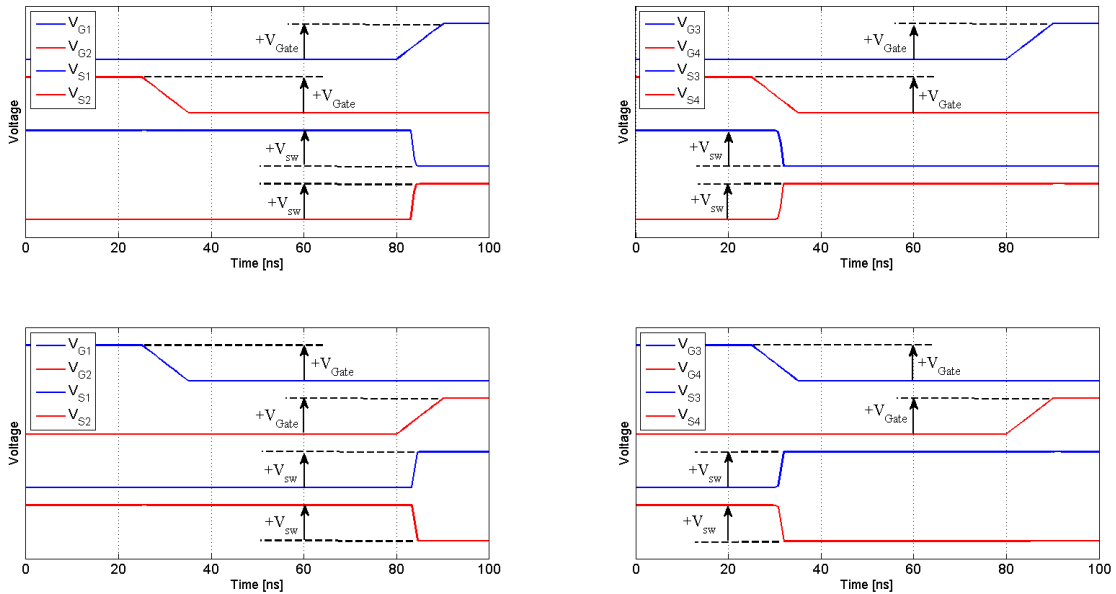 V_G1
V_G2
V_S1
V_S2
+V_Gate
+V_Gate
+V_sw
+V_sw
Voltage
0 20 40 60 80 100
Time [ns]
V_G3
V_G4
V_S3
V_S4
+V_Gate
+V_Gate
+V_sw
+V_sw
Voltage
0 20 40 60 80 100
Time [ns]
V_G1
V_G2
V_S1
V_S2
+V_Gate
+V_Gate
+V_sw
+V_sw
Voltage
0 20 40 60 80 100
Time [ns]
V_G3
V_G4
V_S3
V_S4
+V_Gate
+V_Gate
+V_sw
+V_sw
Voltage
0 20 40 60 80 100
Time [ns]